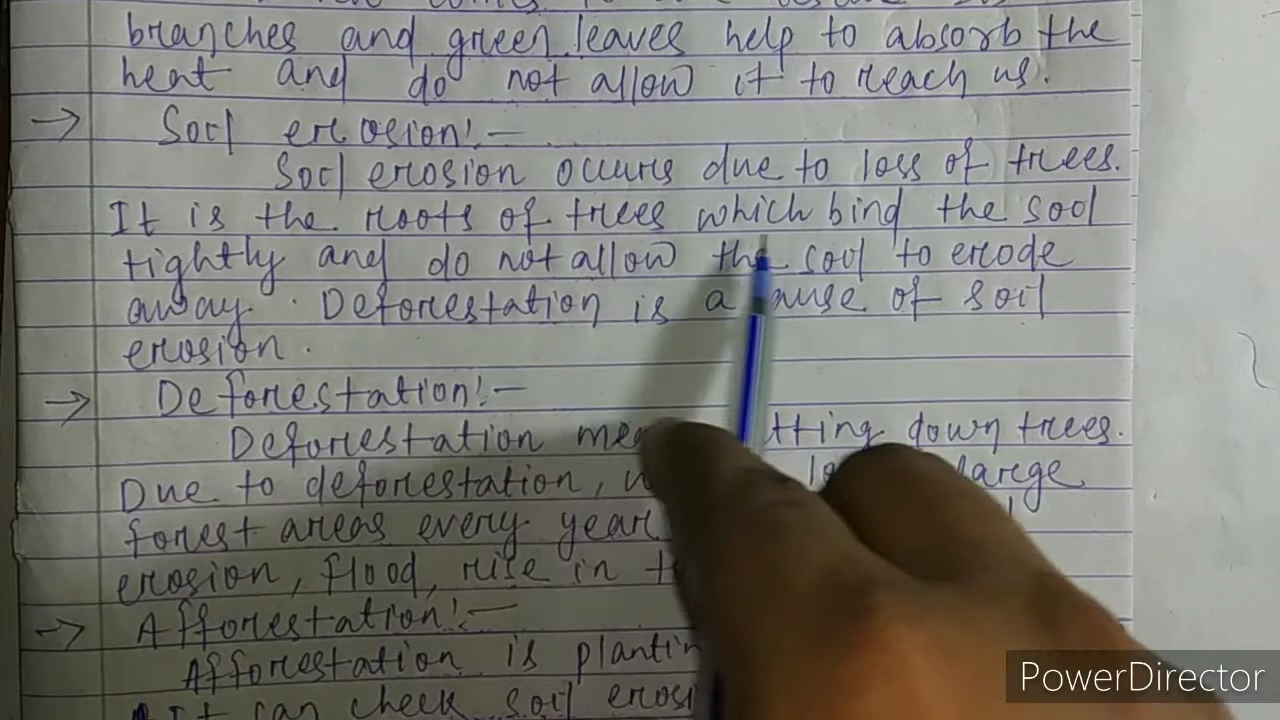 branches and green leaves help to absorb the
heat and do not allow it to reach us.
→ Soil erosion:-
Soil erosion occurs due to loss of trees.
It is the roots of trees which bind the soil
tightly and do not allow the soil to erode
away. Deforestation is a cause of soil
erosion.
→ Deforestation:-
Deforestation down trees.
Due to deforestation, large
forest areas every year
erosion, flood, rise in
→ Afforestation:-
Afforestation is
It can check soil
PowerDirector